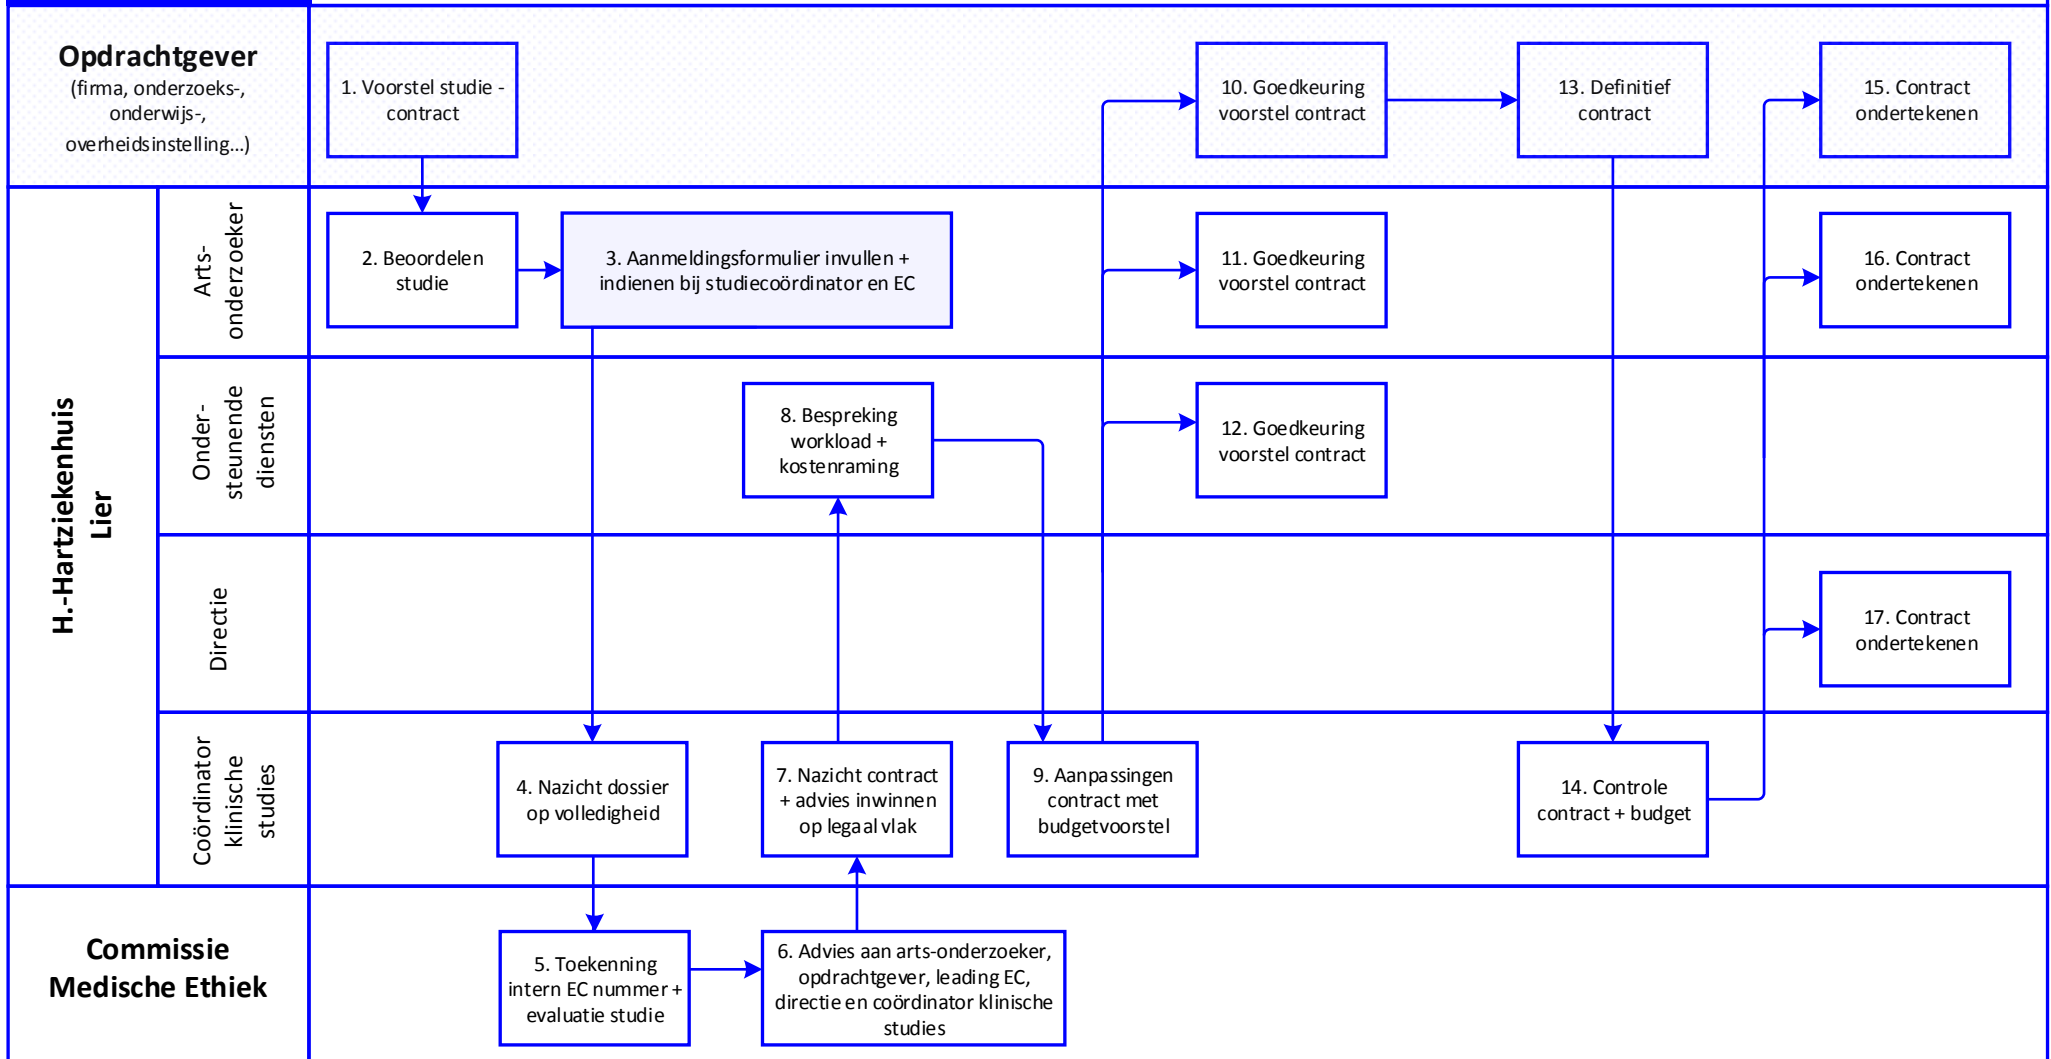 Opdrachtgever
(firma, onderzoeks-,
onderwijs-,
overheidsinstelling...)
1. Voorstel studie -
contract
10. Goedkeuring
voorstel contract
13. Definitief
contract
15. Contract
ondertekenen
H.-Hartziekenhuis
Lier
Arts-
onderzoeker
2. Beoordelen
studie
3. Aanmeldingsformulier invullen +
indienen bij studiecoördinator en EC
11. Goedkeuring
voorstel contract
16. Contract
ondertekenen
Onder-
steunende
diensten
8. Bespreking
workload +
kostenraming
12. Goedkeuring
voorstel contract
Directie
17. Contract
ondertekenen
Coördinator
klinische
studies
4. Nazicht dossier
op volledigheid
7. Nazicht contract
+ advies inwinnen
op legaal vlak
9. Aanpassingen
contract met
budgetvoorstel
14. Controle
contract + budget
Commissie
Medische Ethiek
5. Toekenning
intern EC nummer +
evaluatie studie
6. Advies aan arts-onderzoeker,
opdrachtgever, leading EC,
directie en coördinator klinische
studies